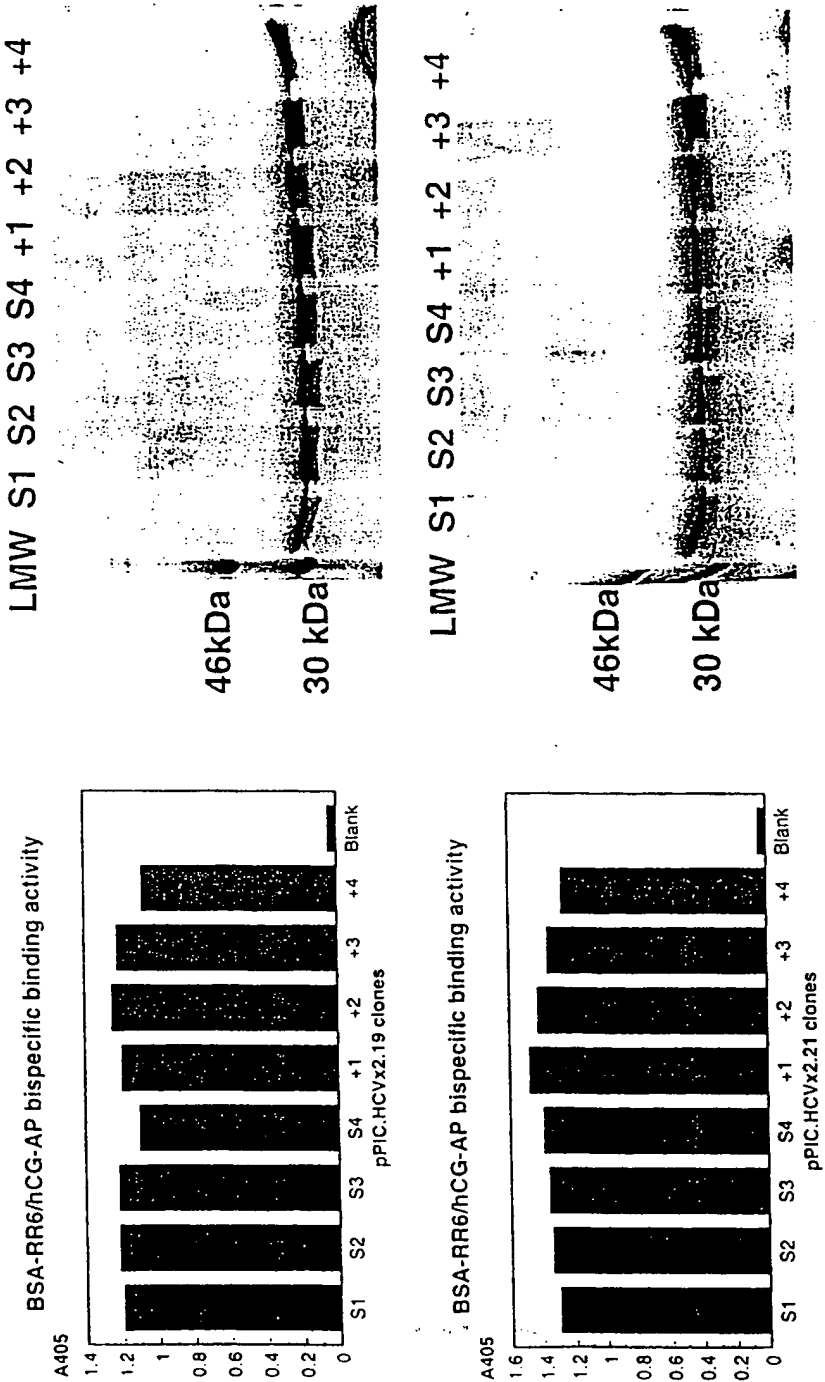 BSA-RR6/hCG-AP bispecific binding activity
A405
1.4
1.2
1
0.8
0.6
0.4
0.2
0
S1 S2 S3 S4 +1 +2 +3 +4 Blank
pPIC.HCVx2.19 clones
LMW S1 S2 S3 S4 +1 +2 +3 +4
46kDa
30 kDa
BSA-RR6/hCG-AP bispecific binding activity
A405
1.6
1.4
1.2
1
0.8
0.6
0.4
0.2
0
S1 S2 S3 S4 +1 +2 +3 +4 Blank
pPIC.HCVx2.21 clones
LMW S1 S2 S3 S4 +1 +2 +3 +4
46kDa
30 kDa